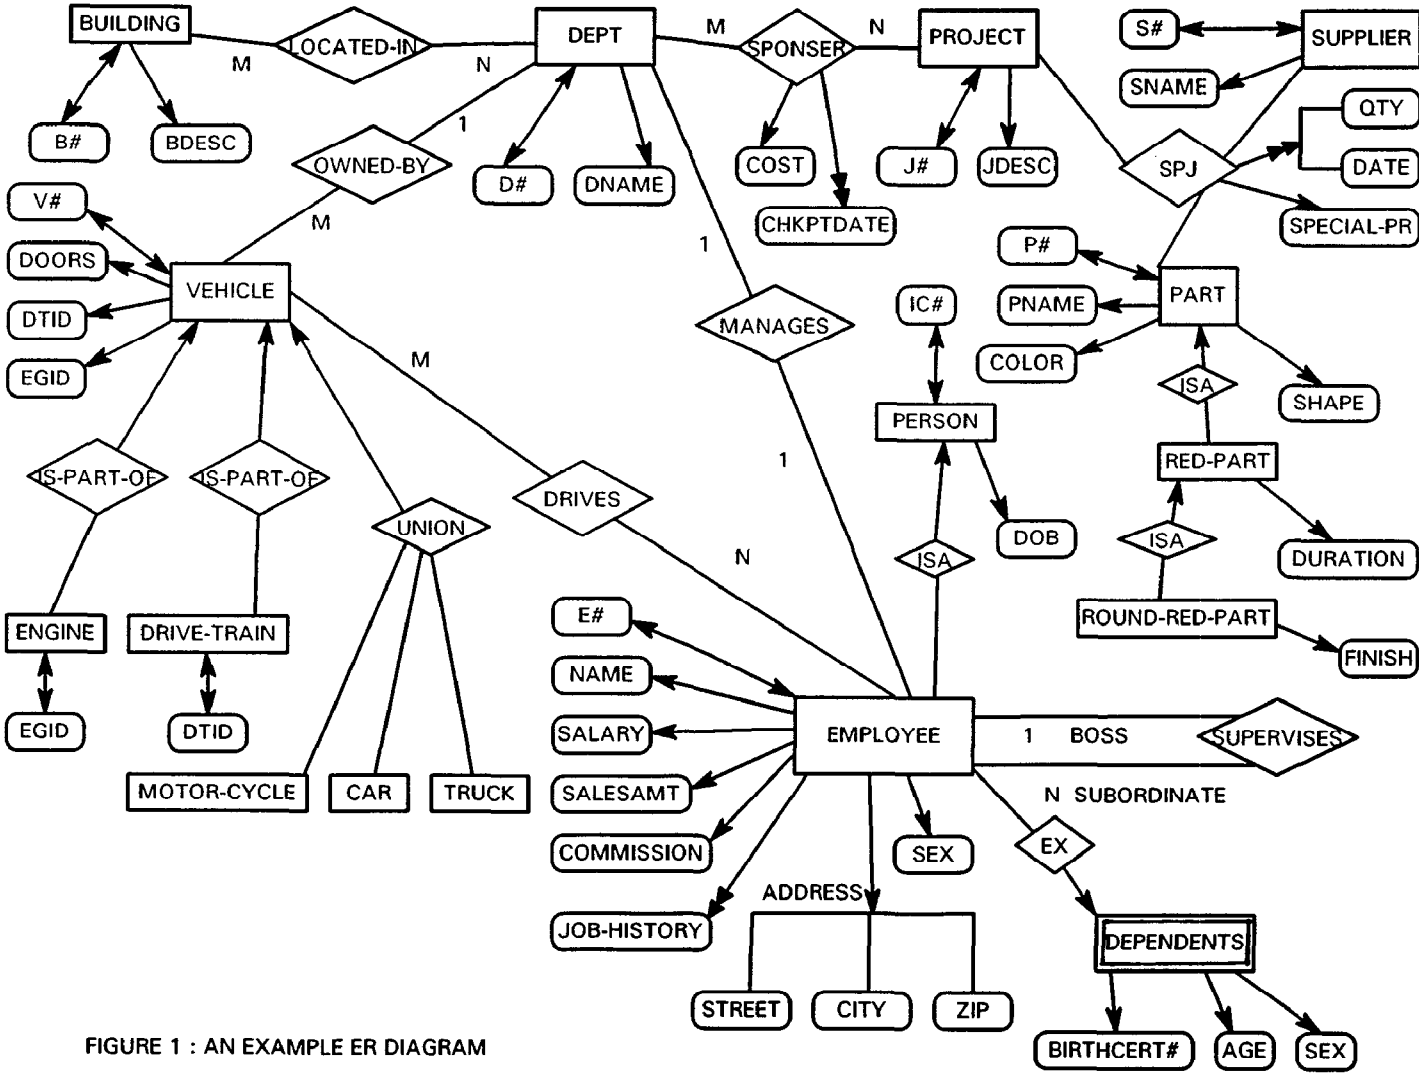 BUILDING
LOCATED-IN
DEPT
M
SPONSER
N
PROJECT
S#
SUPPLIER
M
N
SNAME
QTY
B#
BDESC
1
OWNED-BY
D#
DNAME
COST
J#
JDESC
SPJ
DATE
V#
M
CHKPTDATE
SPECIAL-PR
DOORS
1
P#
VEHICLE
PART
DTID
MANAGES
IC#
PNAME
EGID
M
COLOR
ISA
SHAPE
PERSON
1
RED-PART
IS-PART-OF
IS-PART-OF
DRIVES
UNION
DOB
ISA
DURATION
N
ISA
E#
ROUND-RED-PART
ENGINE
DRIVE-TRAIN
FINISH
NAME
EGID
DTID
SALARY
EMPLOYEE
1 BOSS
SUPERVISES
MOTOR-CYCLE
CAR
TRUCK
SALESAMT
N SUBORDINATE
COMMISSION
SEX
EX
ADDRESS
JOB-HISTORY
DEPENDENTS
STREET
CITY
ZIP
BIRTHCERT#
AGE
SEX
FIGURE 1 : AN EXAMPLE ER DIAGRAM